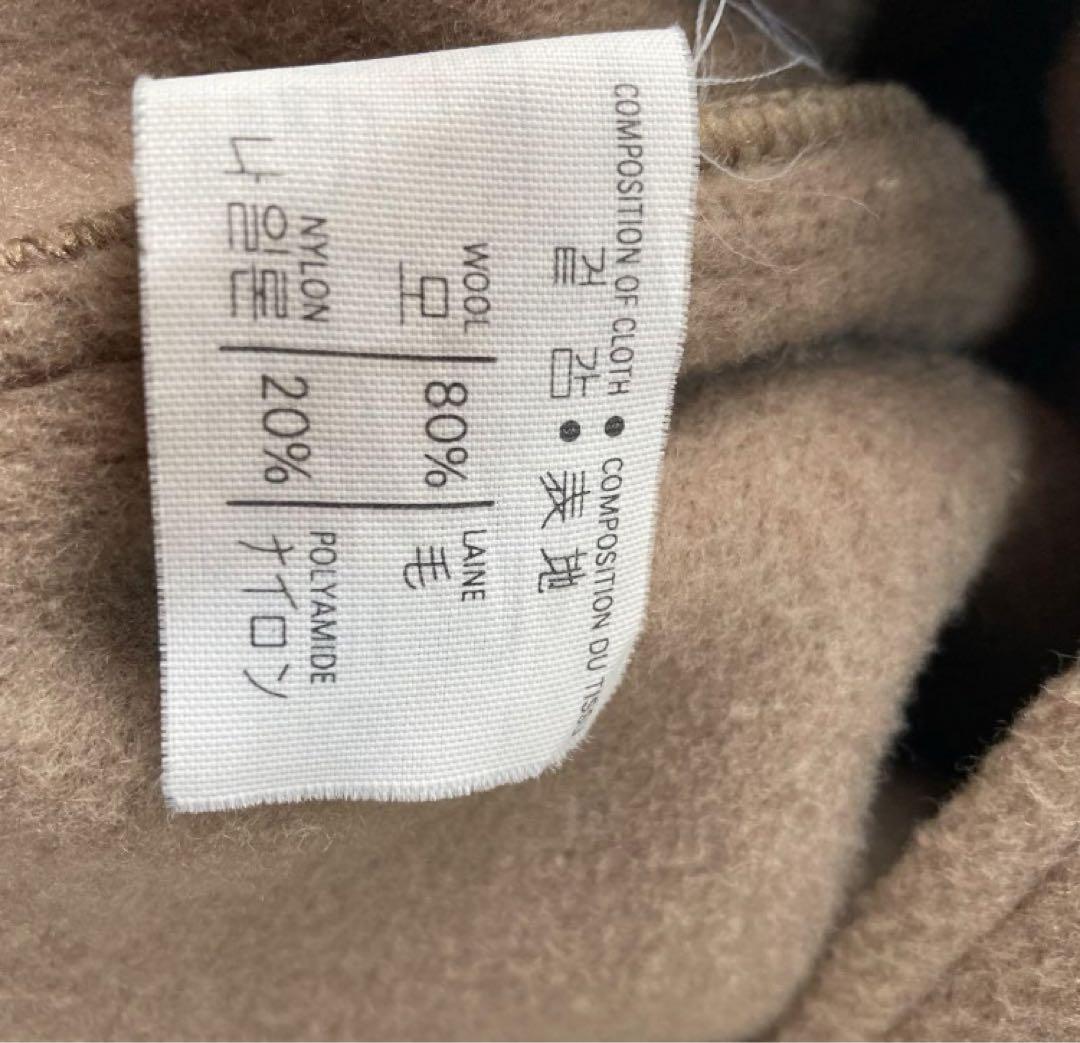 COMPOSITION OF CLOTH ● COMPOSITION DU
겉 감 ● 表 地
WOOL LAINE
모 80% 毛
NYLON POLYAMIDE
나일론 20% ナイロン